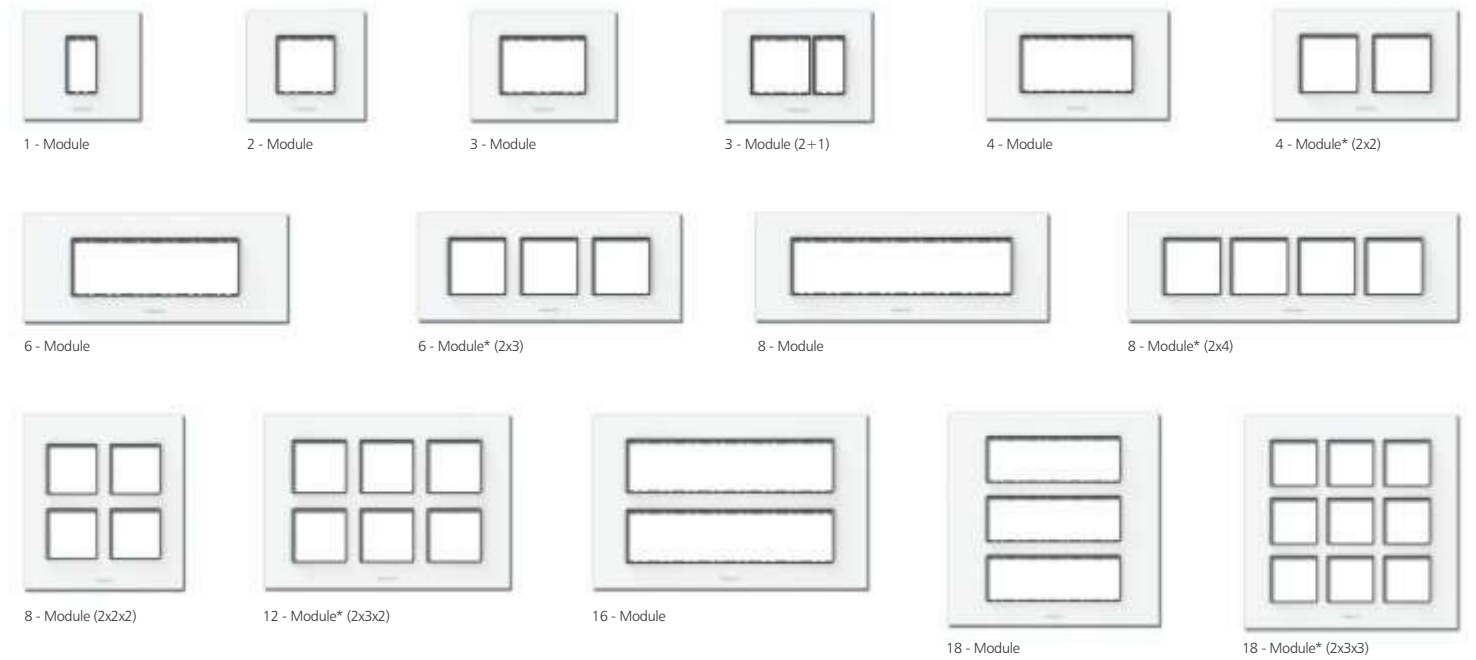 1 - Module
2 - Module
3 - Module
3 - Module (2+1)
4 - Module
4 - Module* (2x2)
6 - Module
6 - Module* (2x3)
8 - Module
8 - Module* (2x4)
8 - Module (2x2x2)
12 - Module* (2x3x2)
16 - Module
18 - Module
18 - Module* (2x3x3)